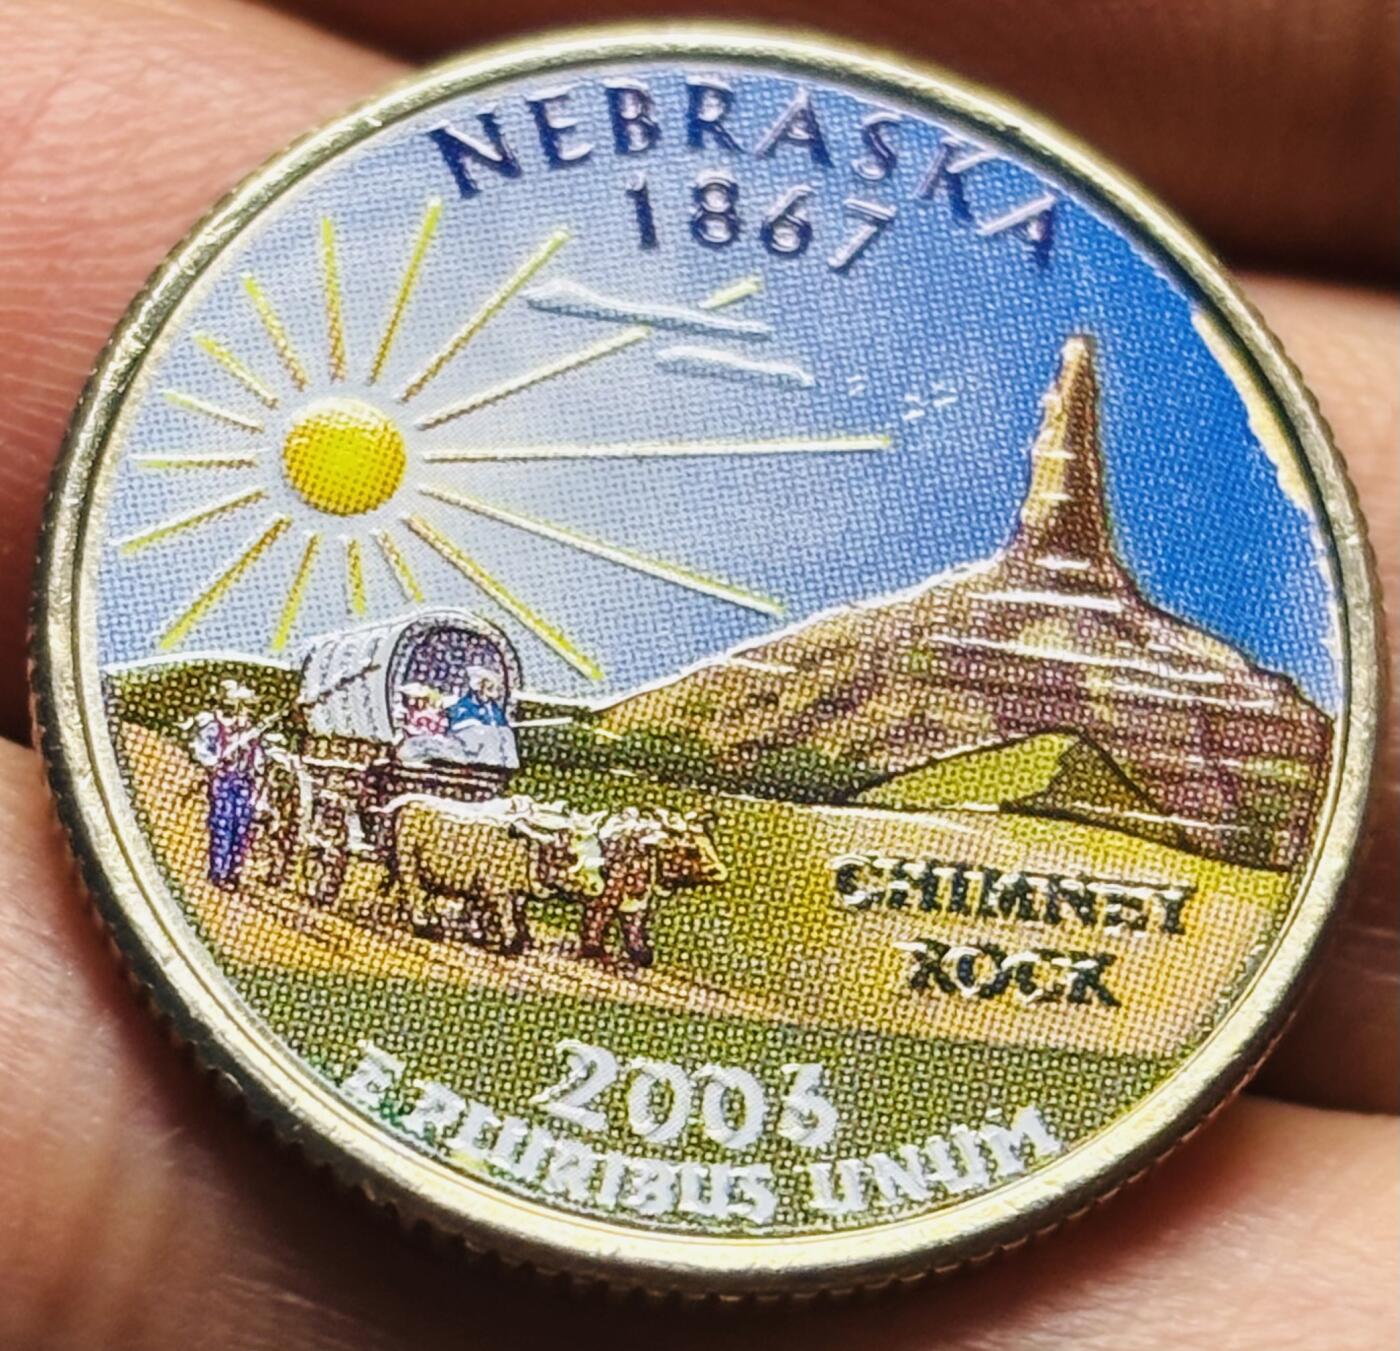 NEBRASKA
1867
CHIMNEY
ROCK
2006
E PLURIBUS UNUM